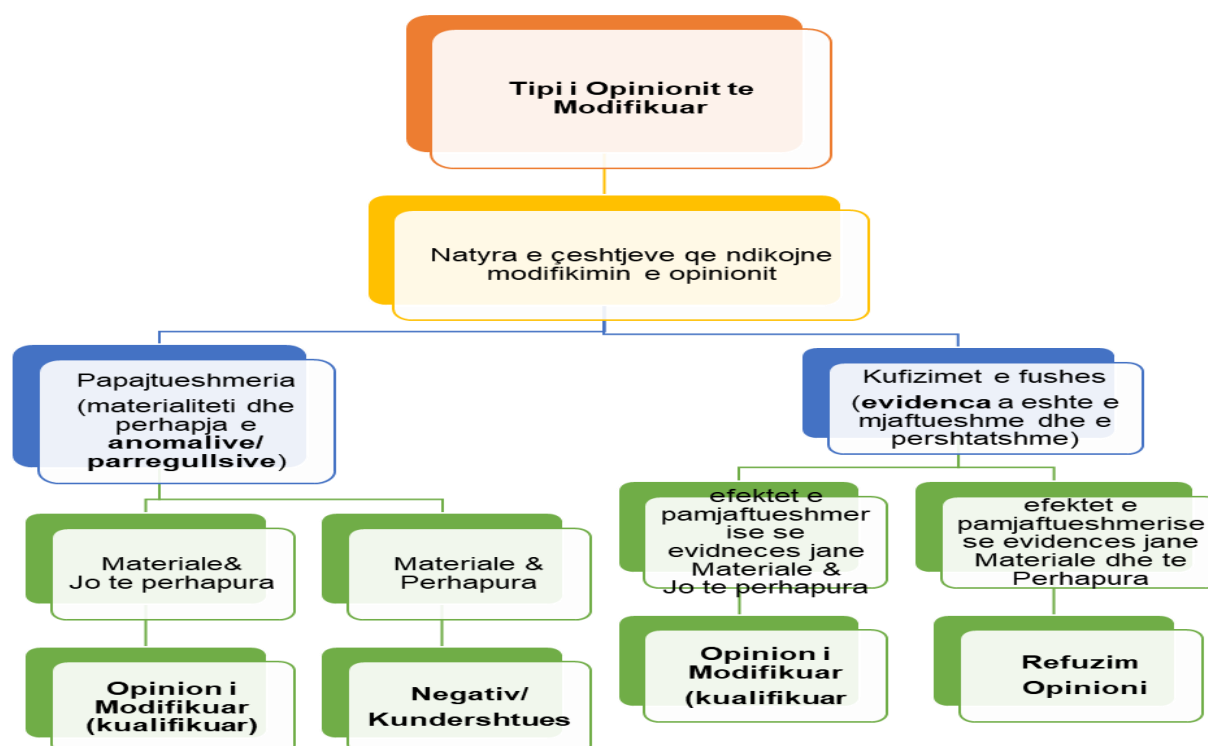 Tipi i Opinionit te
Modifikuar
Natyra e çeshtjeve qe ndikojne
modifikimin e opinionit
Papajtueshmeria
(materialiteti dhe
perhapja e
anomalive/
parregullsive)
Kufizimet e fushes
(evidenca a eshte e
mjaftueshme dhe e
pershtatshme)
Materiale&
Jo te perhapura
Materiale &
Perhapura
efektet e
pamjaftueshmer
ise se
evidneces jane
Materiale &
Jo te perhapura
efektet e
pamjaftueshmerise
se evidences jane
Materiale dhe te
Perhapura
Opinion i
Modifikuar
(kualifikuar)
Negativ/
Kundershtues
Opinion i
Modifikuar
(kualifikuar
Refuzim
Opinioni